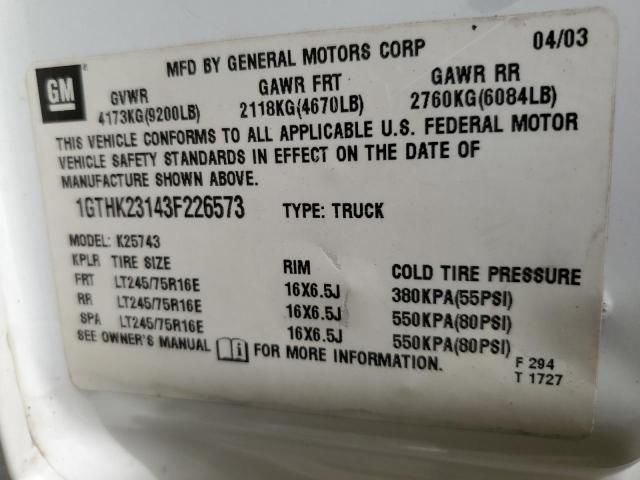 GM
MFD BY GENERAL MOTORS CORP 04/03
GVWR GAWR FRT GAWR RR
4173KG(9200LB) 2118KG(4670LB) 2760KG(6084LB)
THIS VEHICLE CONFORMS TO ALL APPLICABLE U.S. FEDERAL MOTOR
VEHICLE SAFETY STANDARDS IN EFFECT ON THE DATE OF
MANUFACTURE SHOWN ABOVE.
1GTHK23143F226573 TYPE: TRUCK
MODEL: K25743
KPLR TIRE SIZE RIM COLD TIRE PRESSURE
FRT LT245/75R16E 16X6.5J 380KPA(55PSI)
RR LT245/75R16E 16X6.5J 550KPA(80PSI)
SPA LT245/75R16E 16X6.5J 550KPA(80PSI)
SEE OWNER'S MANUAL FOR MORE INFORMATION.
F 294
T 1727